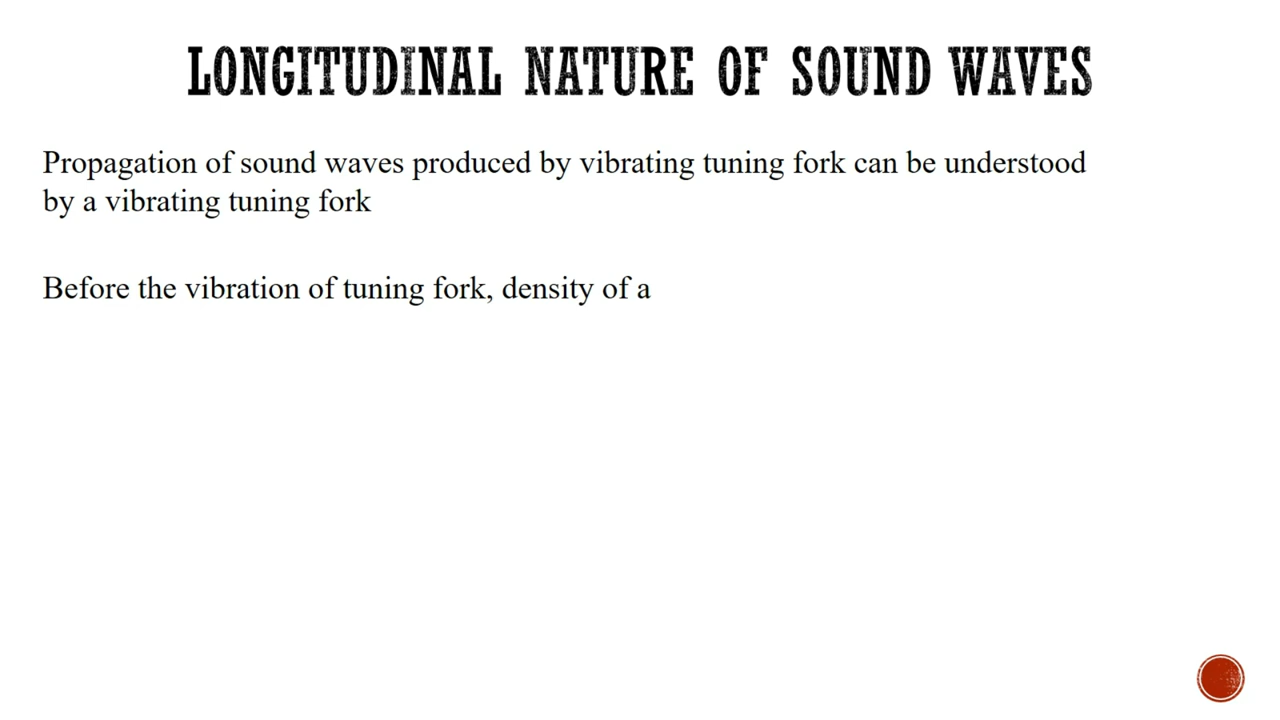 LONGITUDINAL NATURE OF SOUND WAVES
Propagation of sound waves produced by vibrating tuning fork can be understood
by a vibrating tuning fork
Before the vibration of tuning fork, density of a